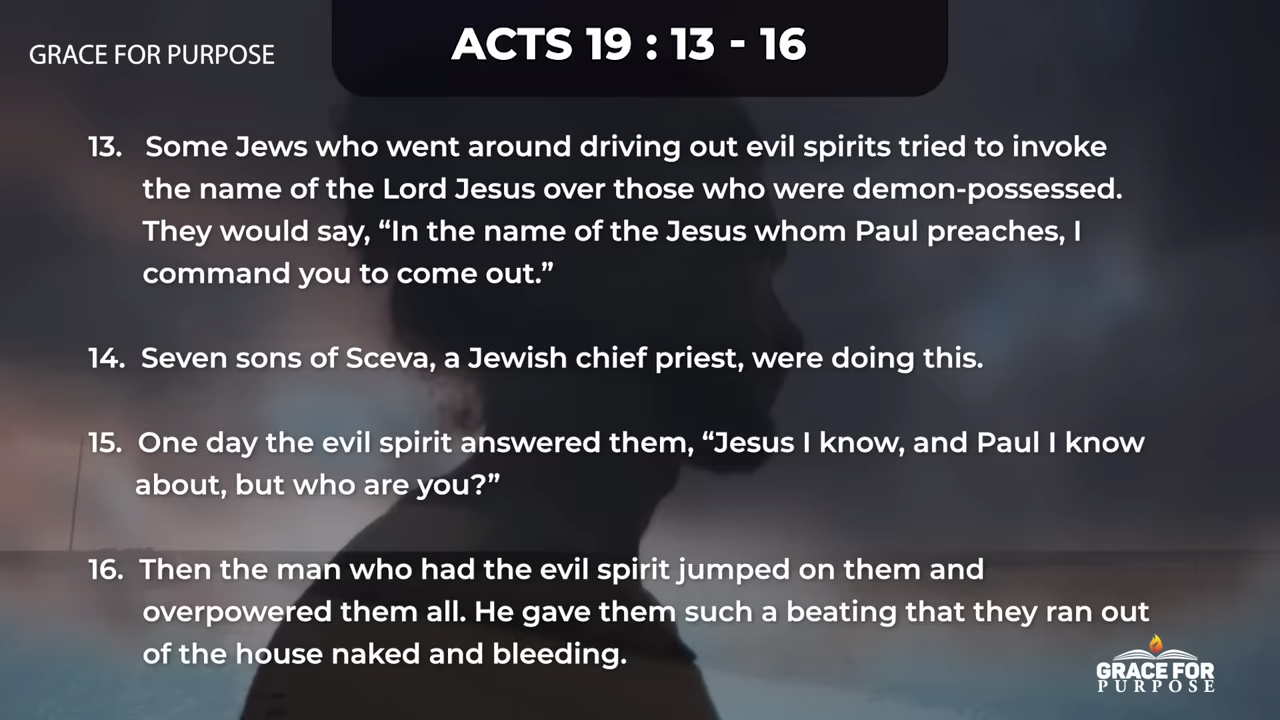 GRACE FOR PURPOSE
ACTS 19 : 13 - 16
13. Some Jews who went around driving out evil spirits tried to invoke
the name of the Lord Jesus over those who were demon-possessed.
They would say, “In the name of the Jesus whom Paul preaches, I
command you to come out.”
14. Seven sons of Sceva, a Jewish chief priest, were doing this.
15. One day the evil spirit answered them, “Jesus I know, and Paul I know
about, but who are you?”
16. Then the man who had the evil spirit jumped on them and
overpowered them all. He gave them such a beating that they ran out
of the house naked and bleeding.
GRACE FOR
PURPOSE